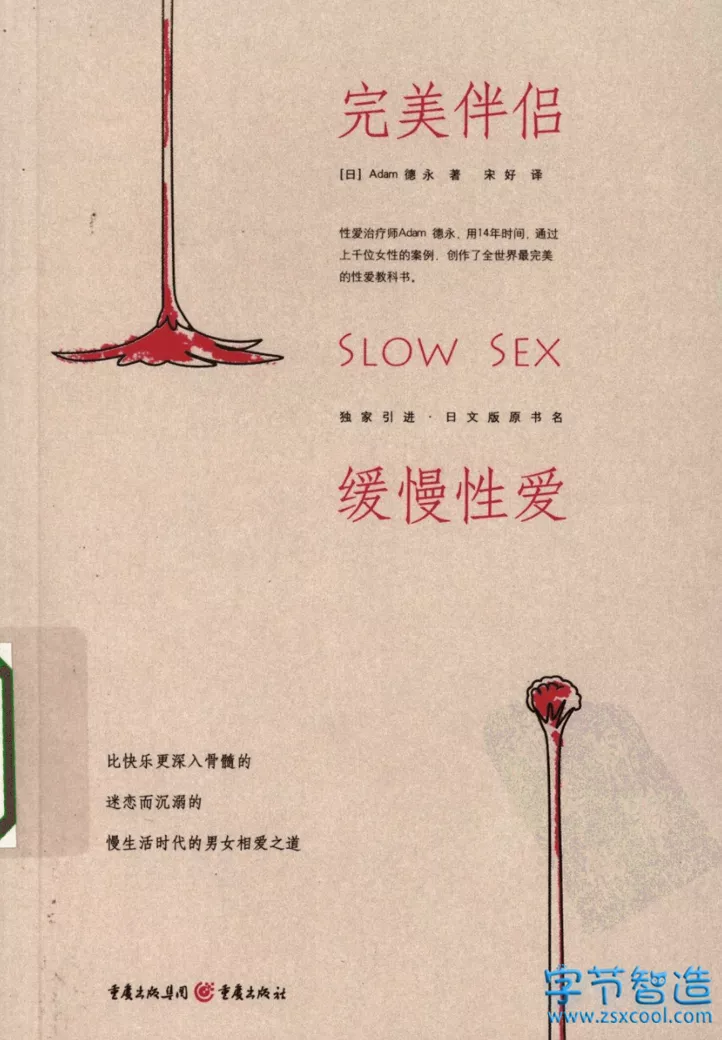 完美伴侣
[日] Adam 德永 著 宋好 译
性爱治疗师Adam 德永，用14年时间，通过
上千位女性的案例，创作了全世界最完美
的性爱教科书。
SLOW SEX
独家引进·日文版原书名
缓慢性爱
比快乐更深入骨髓的
迷恋而沉溺的
慢生活时代的男女相爱之道
重庆出版集团 重庆出版社
字节智造
www.zsxcool.com